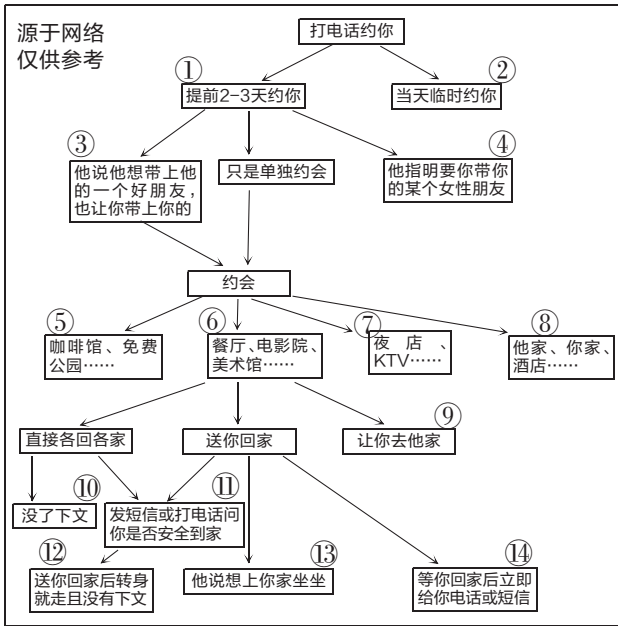 源于网络
仅供参考
打电话约你
①
提前2-3天约你
②
当天临时约你
③
他说他想带上他
的一个好朋友,
也让你带上你的
只是单独约会
④
他指明要你带你
的某个女性朋友
约会
⑤
咖啡馆、免费
公园……
⑥
餐厅、电影院、
美术馆……
⑦
夜店、
KTV……
⑧
他家、你家、
酒店……
直接各回各家
送你回家
⑨
让你去他家
⑩
没了下文
⑪
发短信或打电话问
你是否安全到家
⑫
送你回家后转身
就走且没有下文
⑬
他说想上你家坐坐
⑭
等你回家后立即
给你电话或短信